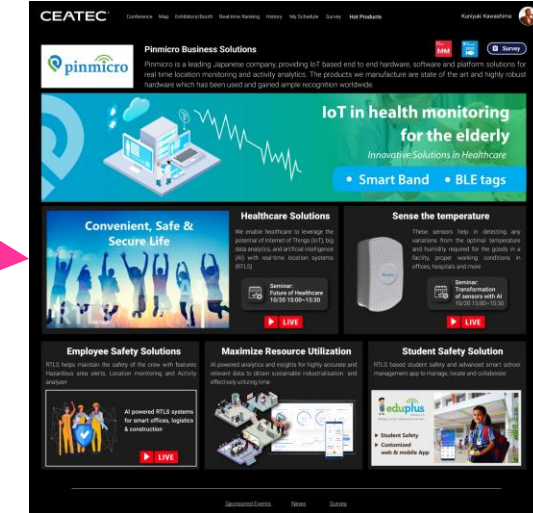 CEATEC
Conference Map Exhibitors/Booth Real-time Ranking History My Schedule Survey Hot Products
Kuniyuki Kawashima
pinmicro
Pinmicro Business Solutions
MM
Survey
Pinmicro is a leading Japanese company, providing IoT based end to end hardware, software and platform solutions for
real time location monitoring and activity analytics. The products we manufacture are state of the art and highly robust
hardware which has been used and gained ample recognition worldwide.
IoT in health monitoring
for the elderly
Innovative Solutions in Healthcare
• Smart Band • BLE tags
Convenient, Safe &
Secure Life
RTLS
Healthcare Solutions
We enable healthcare to leverage the
potential of Internet of Things (IoT), big
data analytics, and artificial intelligence
(AI) with real-time location systems
(RTLS)
Seminar:
Future of Healthcare
10/20 15:00~15:30
LIVE
Sense the temperature
These sensors help in detecting any
variations from the optimal temperature
and humidity required for the goods in a
facility, proper working conditions in
offices, hospitals and more
Seminar:
Transformation
of sensors with AI
10/20 15:00~15:30
LIVE
Employee Safety Solutions
RTLS helps maintain the safety of the crew with features
Hazardous area alerts, Location monitoring and Activity
analyzer
AI powered RTLS systems
for smart offices, logistics
& construction
LIVE
Maximize Resource Utilization
AI powered analytics and insights for highly accurate and
relevant data to obtain sustainable industrialisation and
effectively utilizing time
Student Safety Solution
RTLS based student safety and advanced smart school
management app to manage, locate and collaborate
eduplus
Student Safety
Customized
web & mobile App
Sponsored Events News Survey